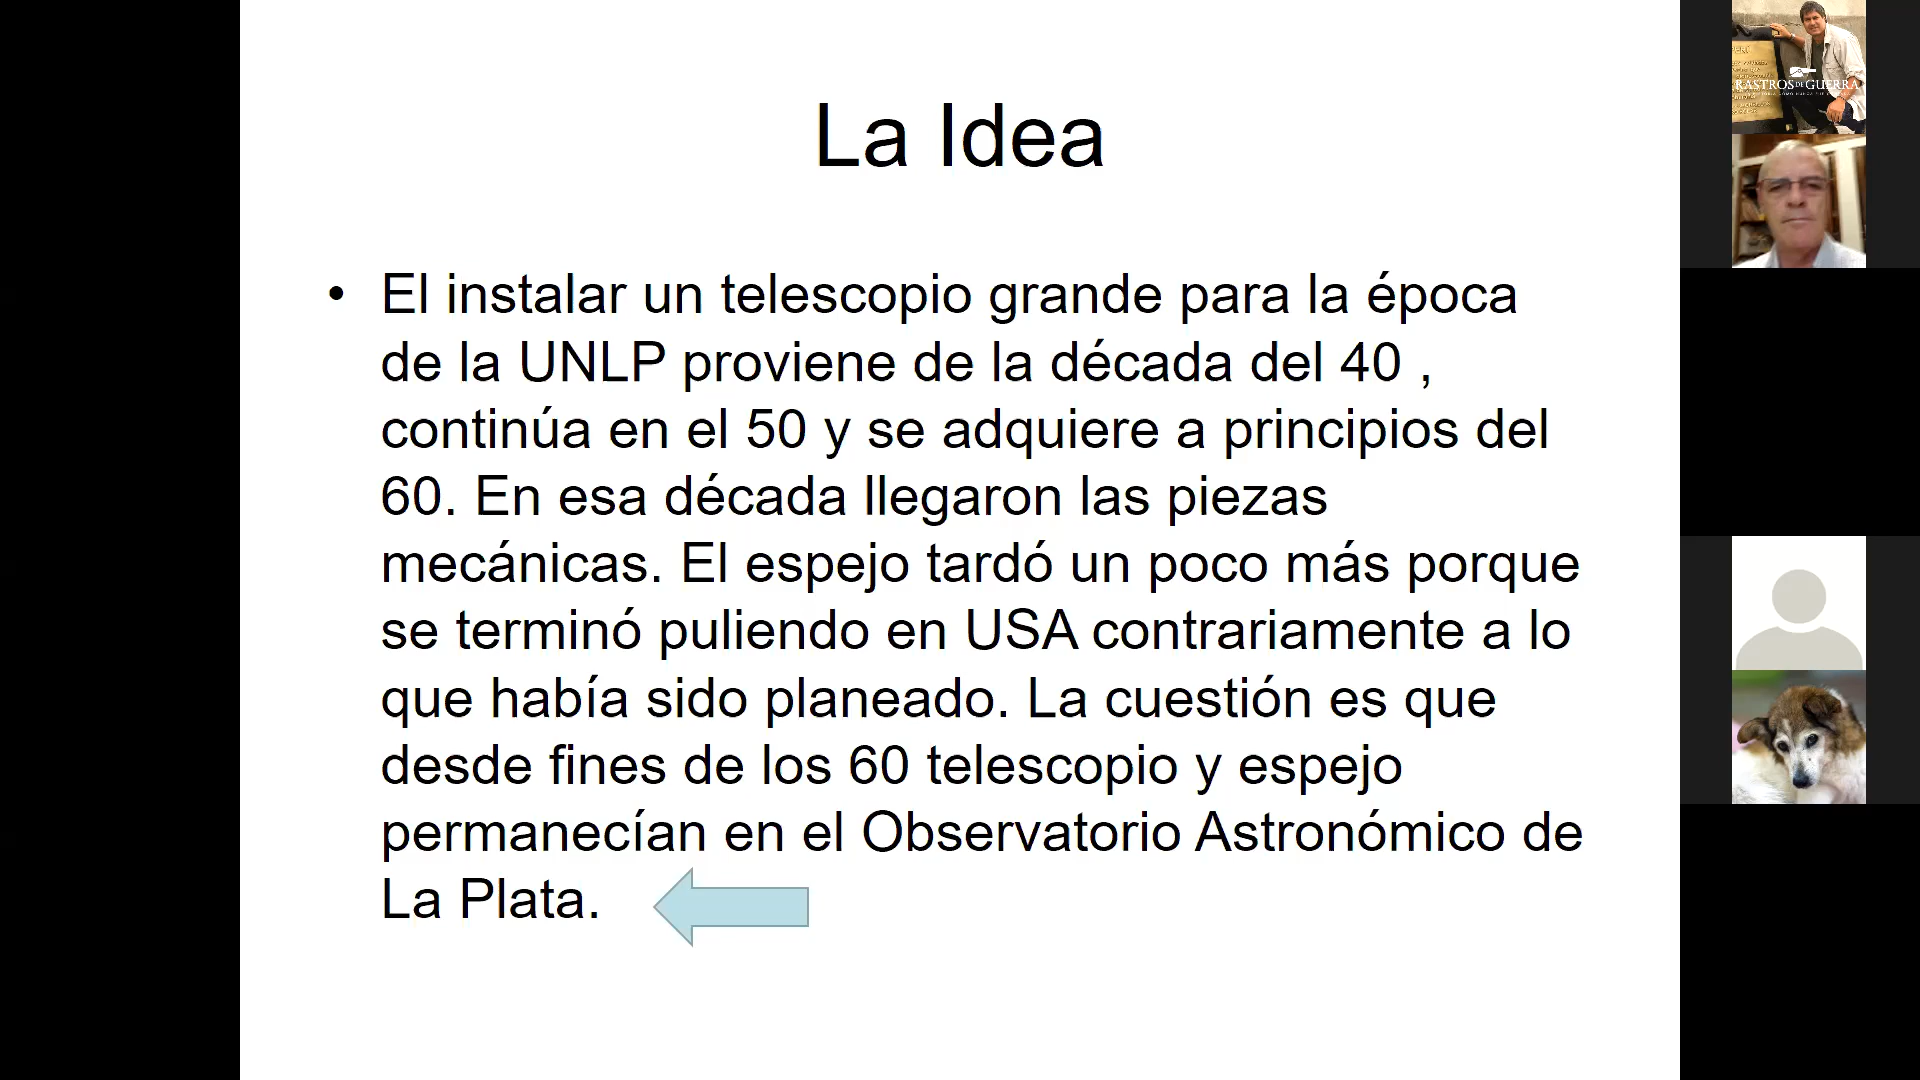 La Idea
• El instalar un telescopio grande para la época
de la UNLP proviene de la década del 40 ,
continúa en el 50 y se adquiere a principios del
60. En esa década llegaron las piezas
mecánicas. El espejo tardó un poco más porque
se terminó puliendo en USA contrariamente a lo
que había sido planeado. La cuestión es que
desde fines de los 60 telescopio y espejo
permanecían en el Observatorio Astronómico de
La Plata.
RASTROS DE GUERRA